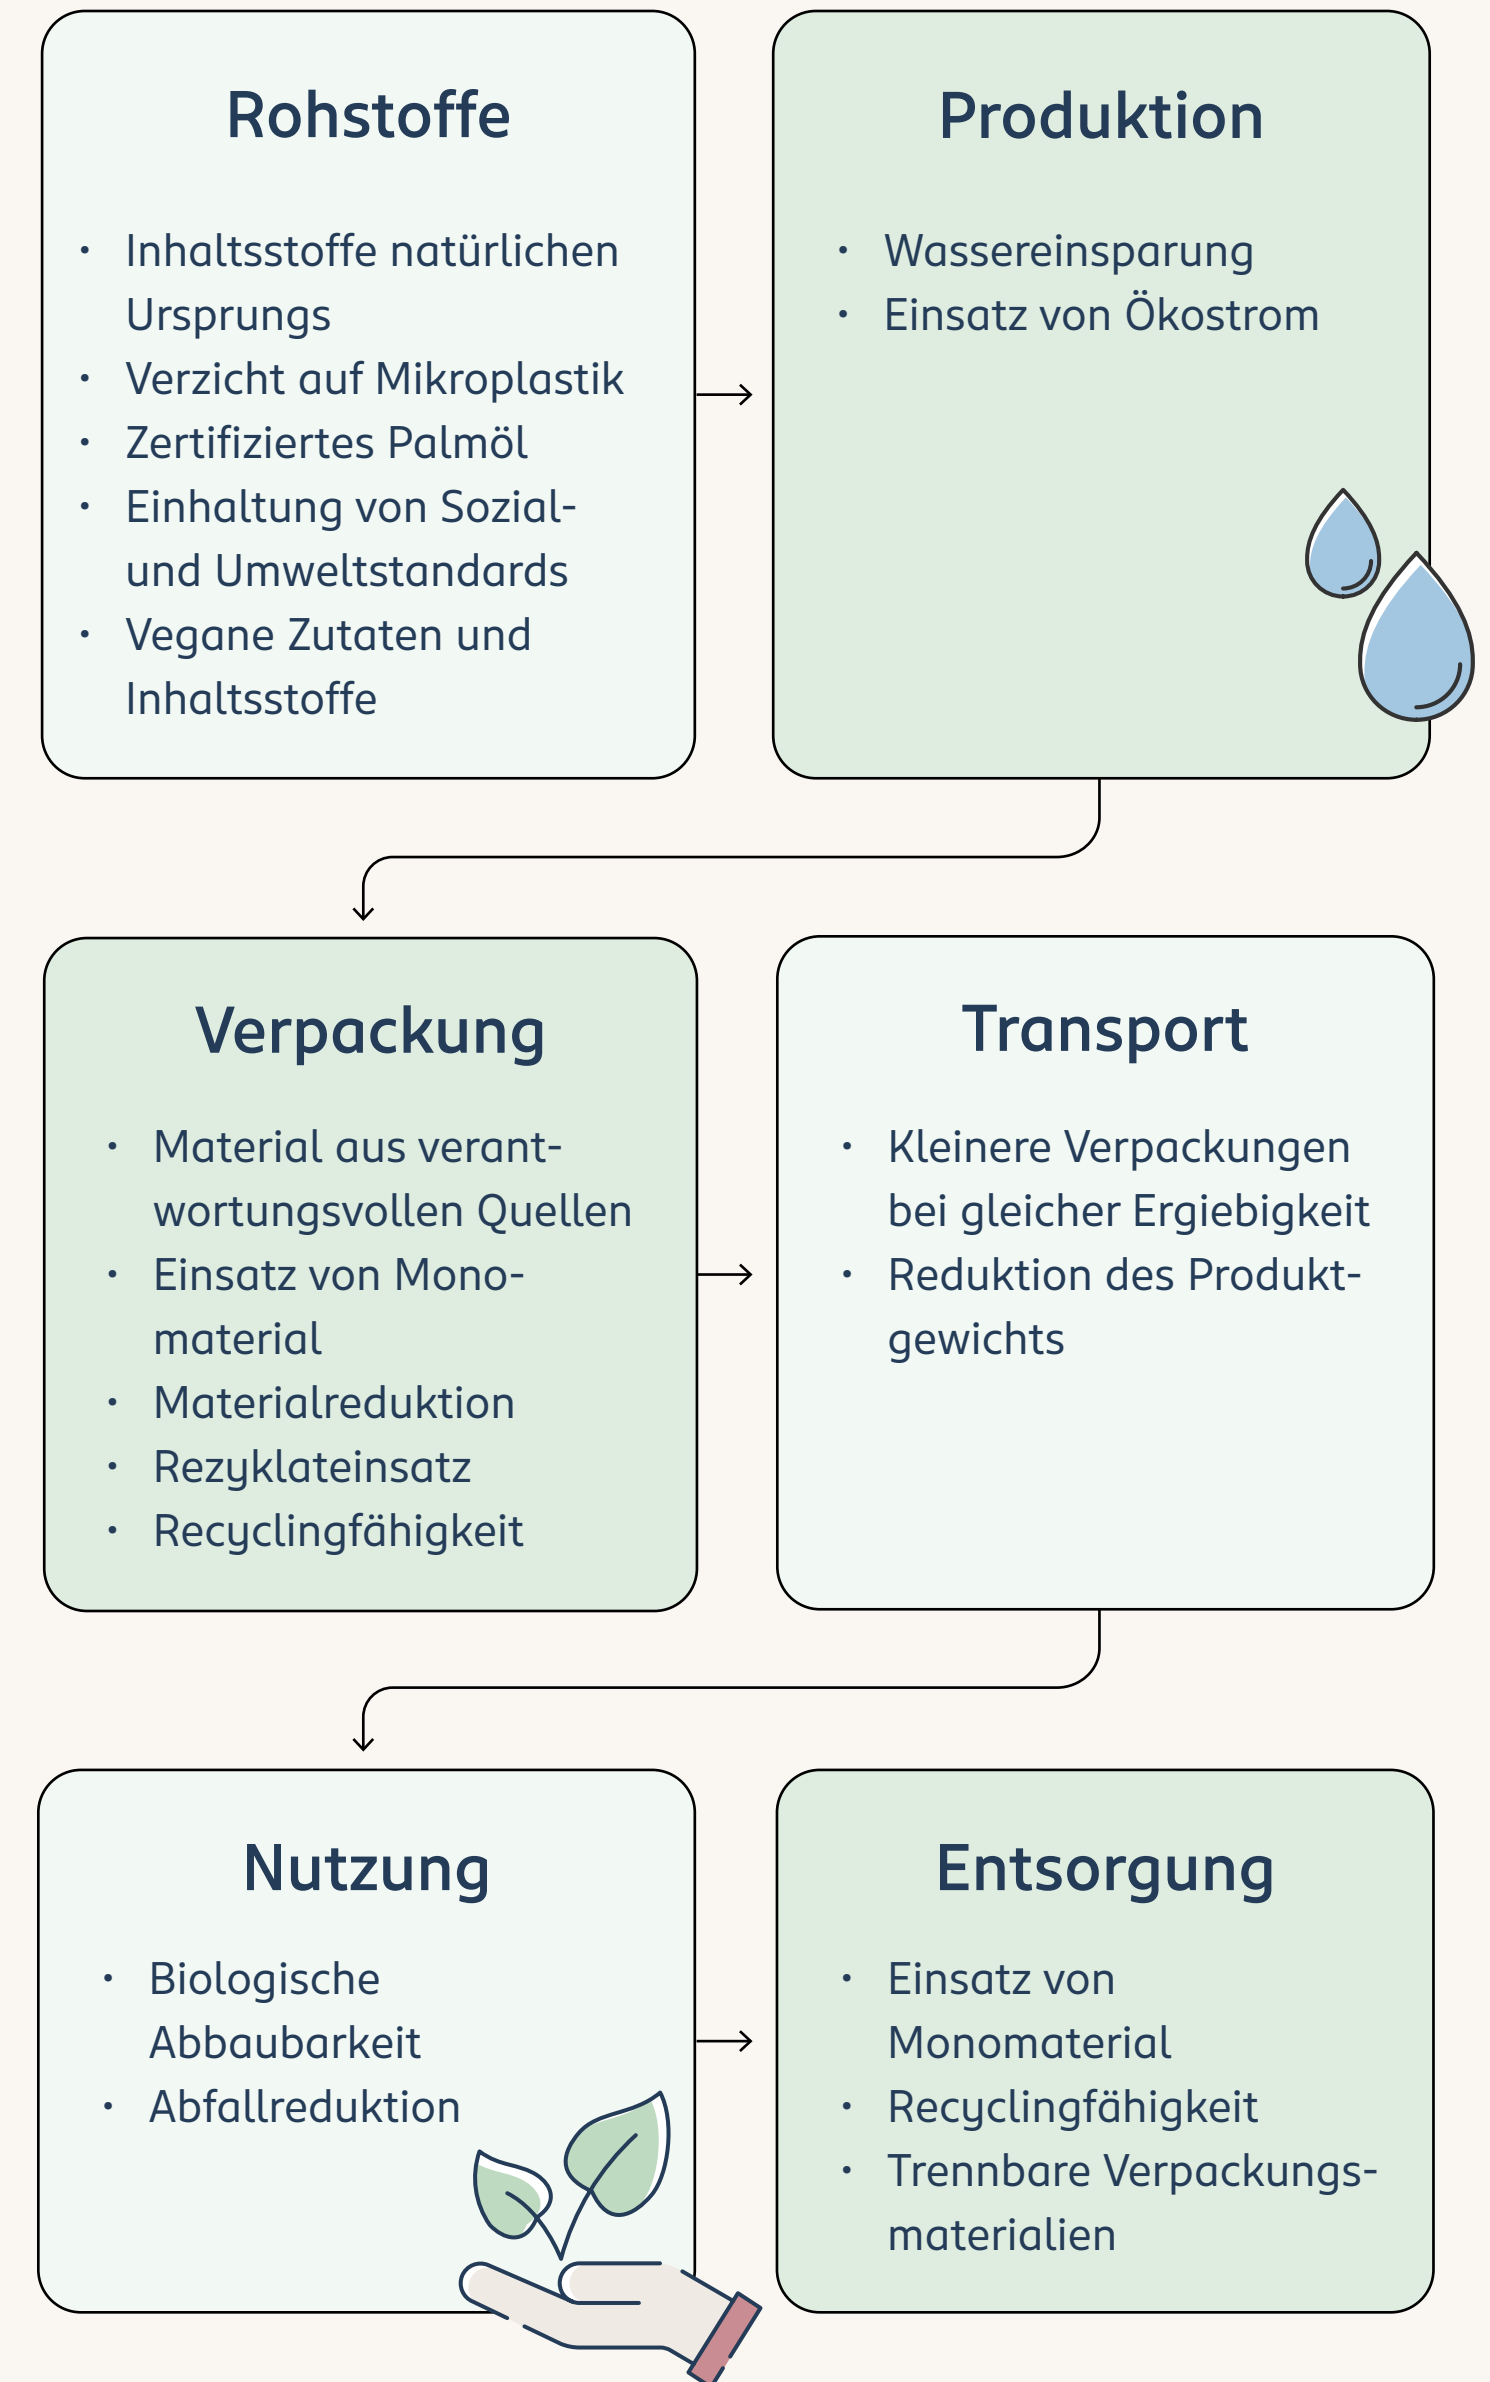 Rohstoffe
• Inhaltsstoffe natürlichen
Ursprungs
• Verzicht auf Mikroplastik
• Zertifiziertes Palmöl
• Einhaltung von Sozial-
und Umweltstandards
• Vegane Zutaten und
Inhaltsstoffe
Produktion
• Wassereinsparung
• Einsatz von Ökostrom
Verpackung
• Material aus verant-
wortungsvollen Quellen
• Einsatz von Mono-
material
• Materialreduktion
• Rezyklateinsatz
• Recyclingfähigkeit
Transport
• Kleinere Verpackungen
bei gleicher Ergiebigkeit
• Reduktion des Produkt-
gewichts
Nutzung
• Biologische
Abbaubarkeit
• Abfallreduktion
Entsorgung
• Einsatz von
Monomaterial
• Recyclingfähigkeit
• Trennbare Verpackungs-
materialien